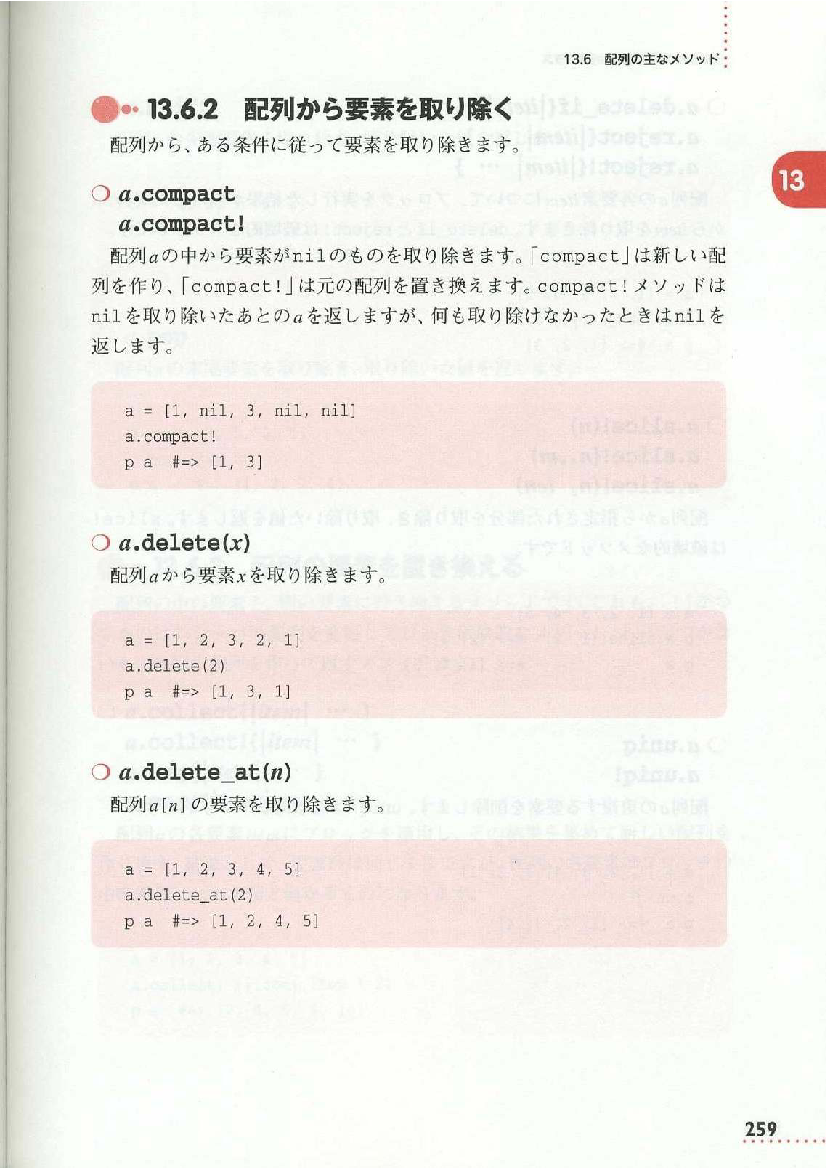 13.6 配列の主なメソッド
13.6.2 配列から要素を取り除く
配列から、ある条件に従って要素を取り除きます。
13
a.compact
a.compact!
配列aの中から要素がnilのものを取り除きます。「compact」は新しい配
列を作り、「compact!」は元の配列を置き換えます。compact!メソッドは
nilを取り除いたあとのaを返しますが、何も取り除けなかったときはnilを
返します。
a = [1, nil, 3, nil, nil]
a.compact!
p a #=> [1, 3]
a.delete(x)
配列aから要素xを取り除きます。
a = [1, 2, 3, 2, 1]
a.delete(2)
p a #=> [1, 3, 1]
a.delete_at(n)
配列a[n]の要素を取り除きます。
a = [1, 2, 3, 4, 5]
a.delete_at(2)
p a #=> [1, 2, 4, 5]
259